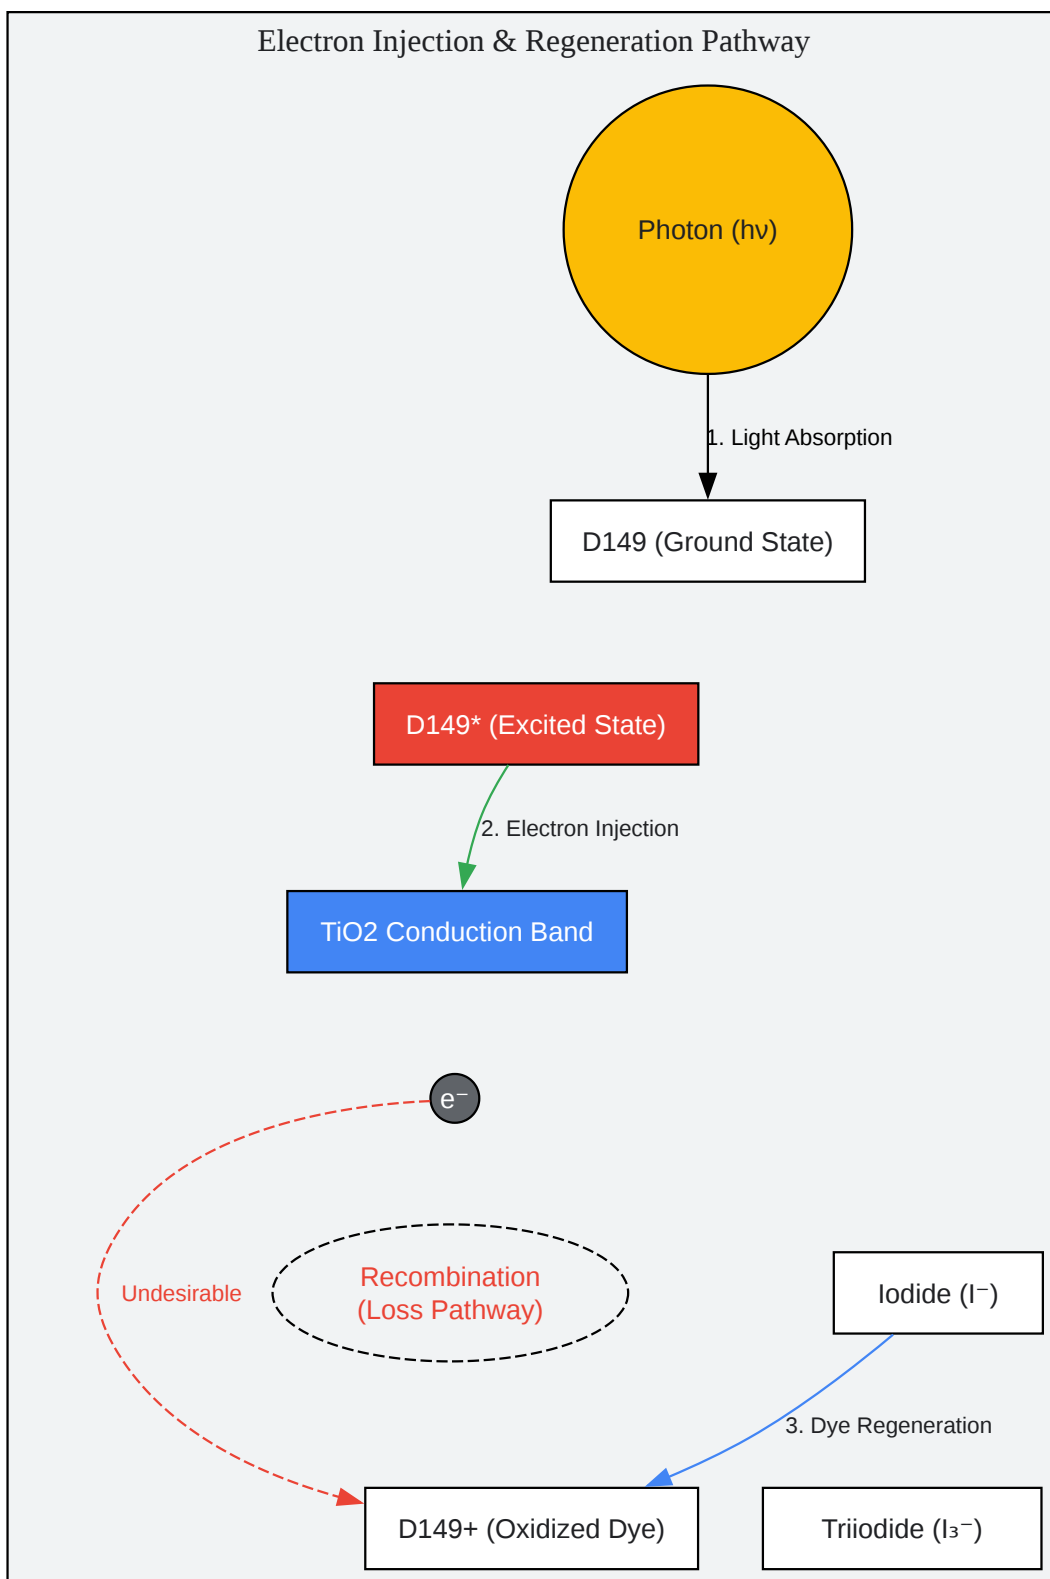 Electron Injection & Regeneration Pathway
Photon (hν)
1. Light Absorption
D149 (Ground State)
D149* (Excited State)
2. Electron Injection
TiO2 Conduction Band
e⁻
Recombination
(Loss Pathway)
Undesirable
Iodide (I⁻)
3. Dye Regeneration
D149+ (Oxidized Dye)
Triiodide (I₃⁻)